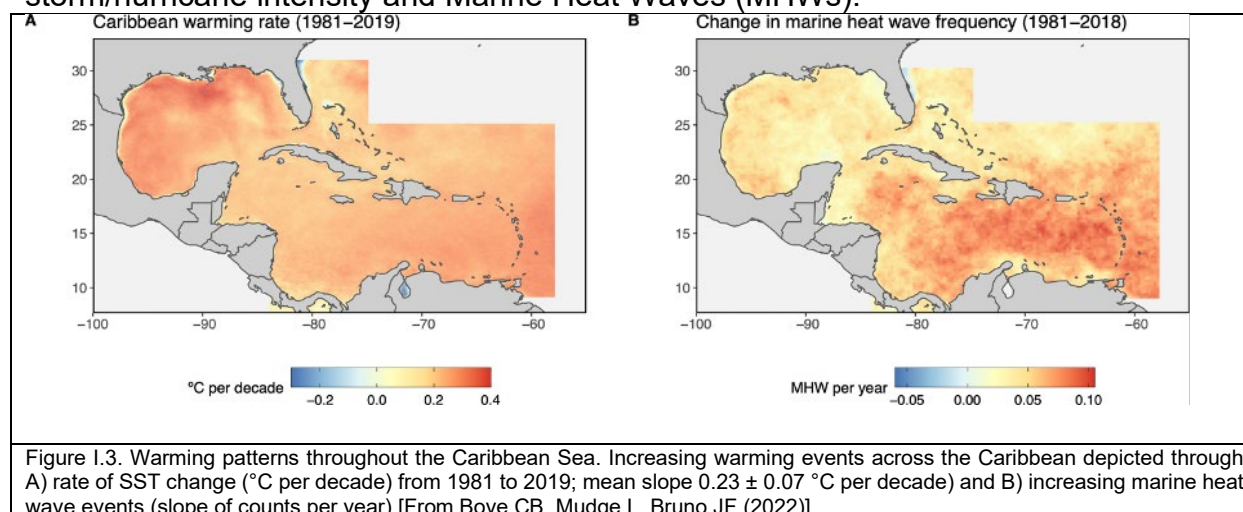 storm/hurricane intensity and Marine Heat Waves (MHWs).
A Caribbean warming rate (1981–2019)
30
25
20
15
10
−100 −90 −80 −70 −60
°C per decade
−0.2 0.0 0.2 0.4
B Change in marine heat wave frequency (1981–2018)
30
25
20
15
10
−100 −90 −80 −70 −60
MHW per year
−0.05 0.00 0.05 0.10
Figure I.3. Warming patterns throughout the Caribbean Sea. Increasing warming events across the Caribbean depicted through
A) rate of SST change (°C per decade) from 1981 to 2019; mean slope 0.23 ± 0.07 °C per decade) and B) increasing marine heat
wave events (slope of counts per year) [From Bove CB, Mudge L, Bruno JF (2022)]